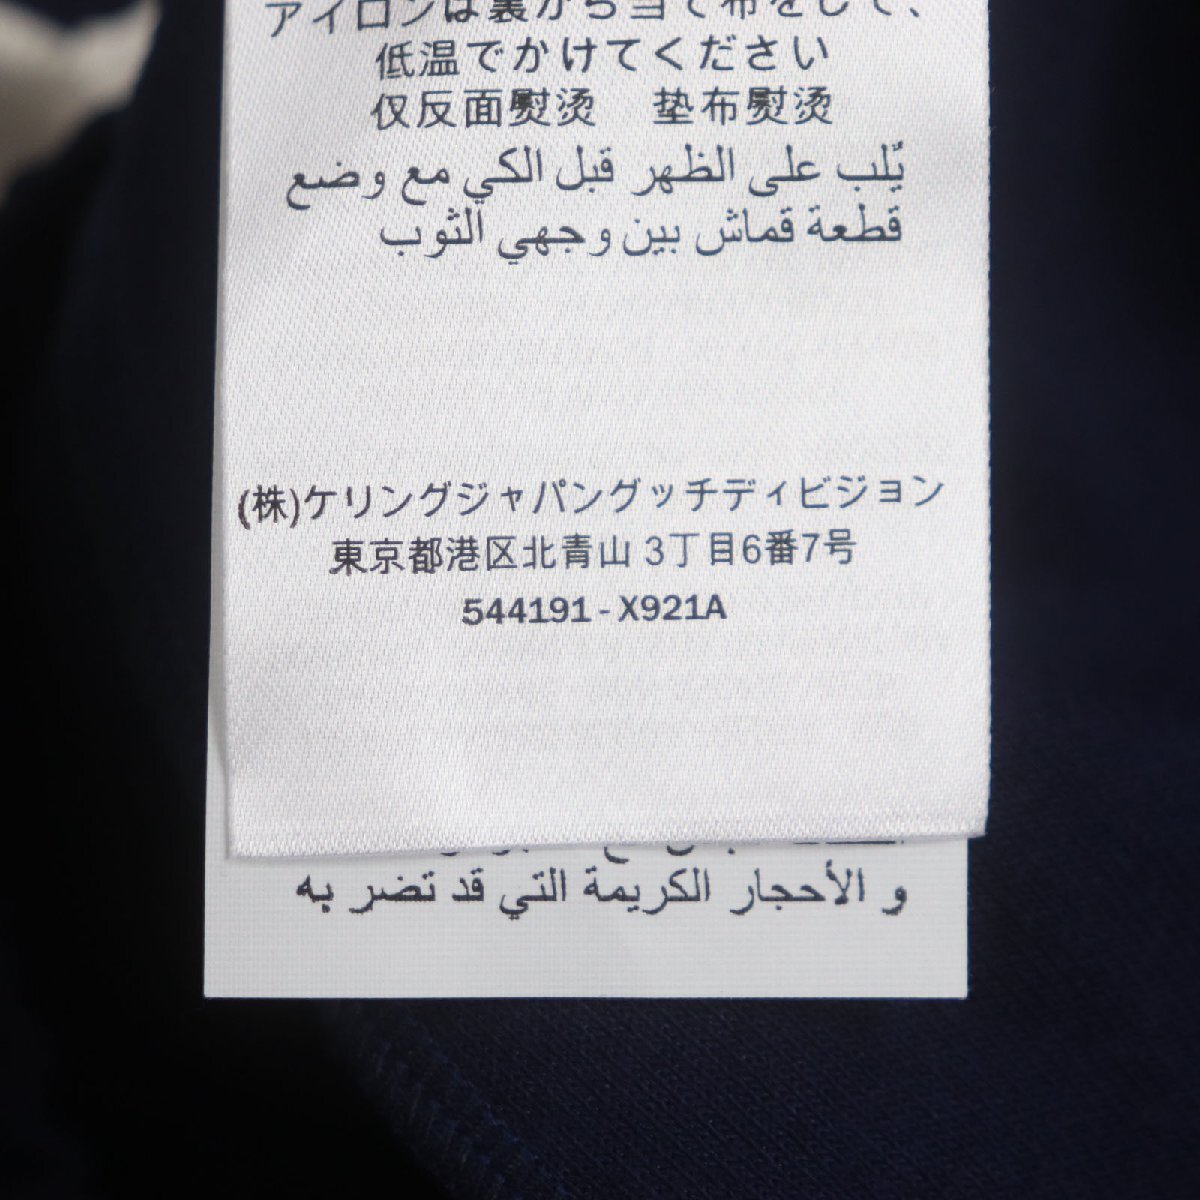 アイロンは裏から当て布をして、
低温でかけてください
仅反面熨烫 垫布熨烫
يُلب على الظهر قبل الكي مع وضع
قطعة قماش بين وجهي الثوب
(株)ケリングジャパングッチディビジョン
東京都港区北青山 3丁目6番7号
544191-X921A
و الأحجار الكريمة التي قد تضر به